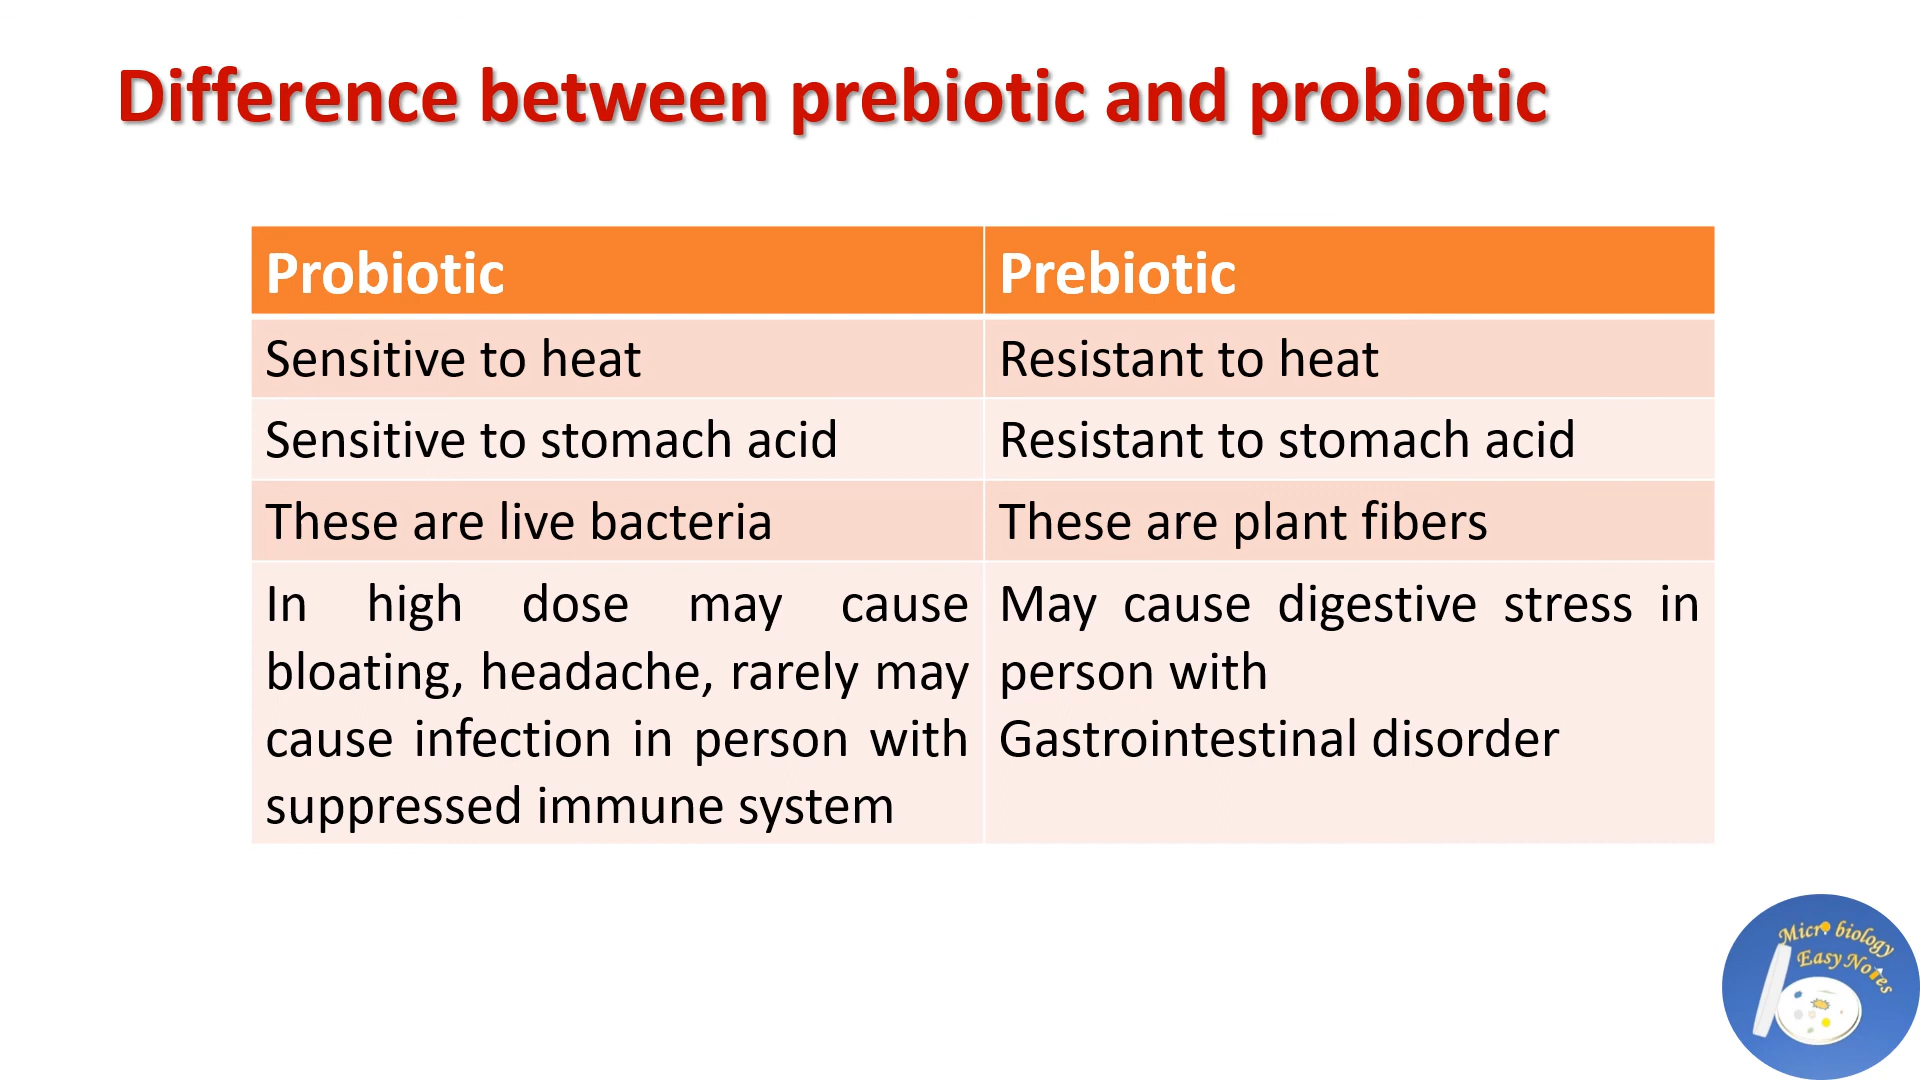 Difference between prebiotic and probiotic
Probiotic
Prebiotic
Sensitive to heat
Resistant to heat
Sensitive to stomach acid
Resistant to stomach acid
These are live bacteria
These are plant fibers
In high dose may cause
bloating, headache, rarely may
cause infection in person with
suppressed immune system
May cause digestive stress in
person with
Gastrointestinal disorder
Micro biology
Easy Notes